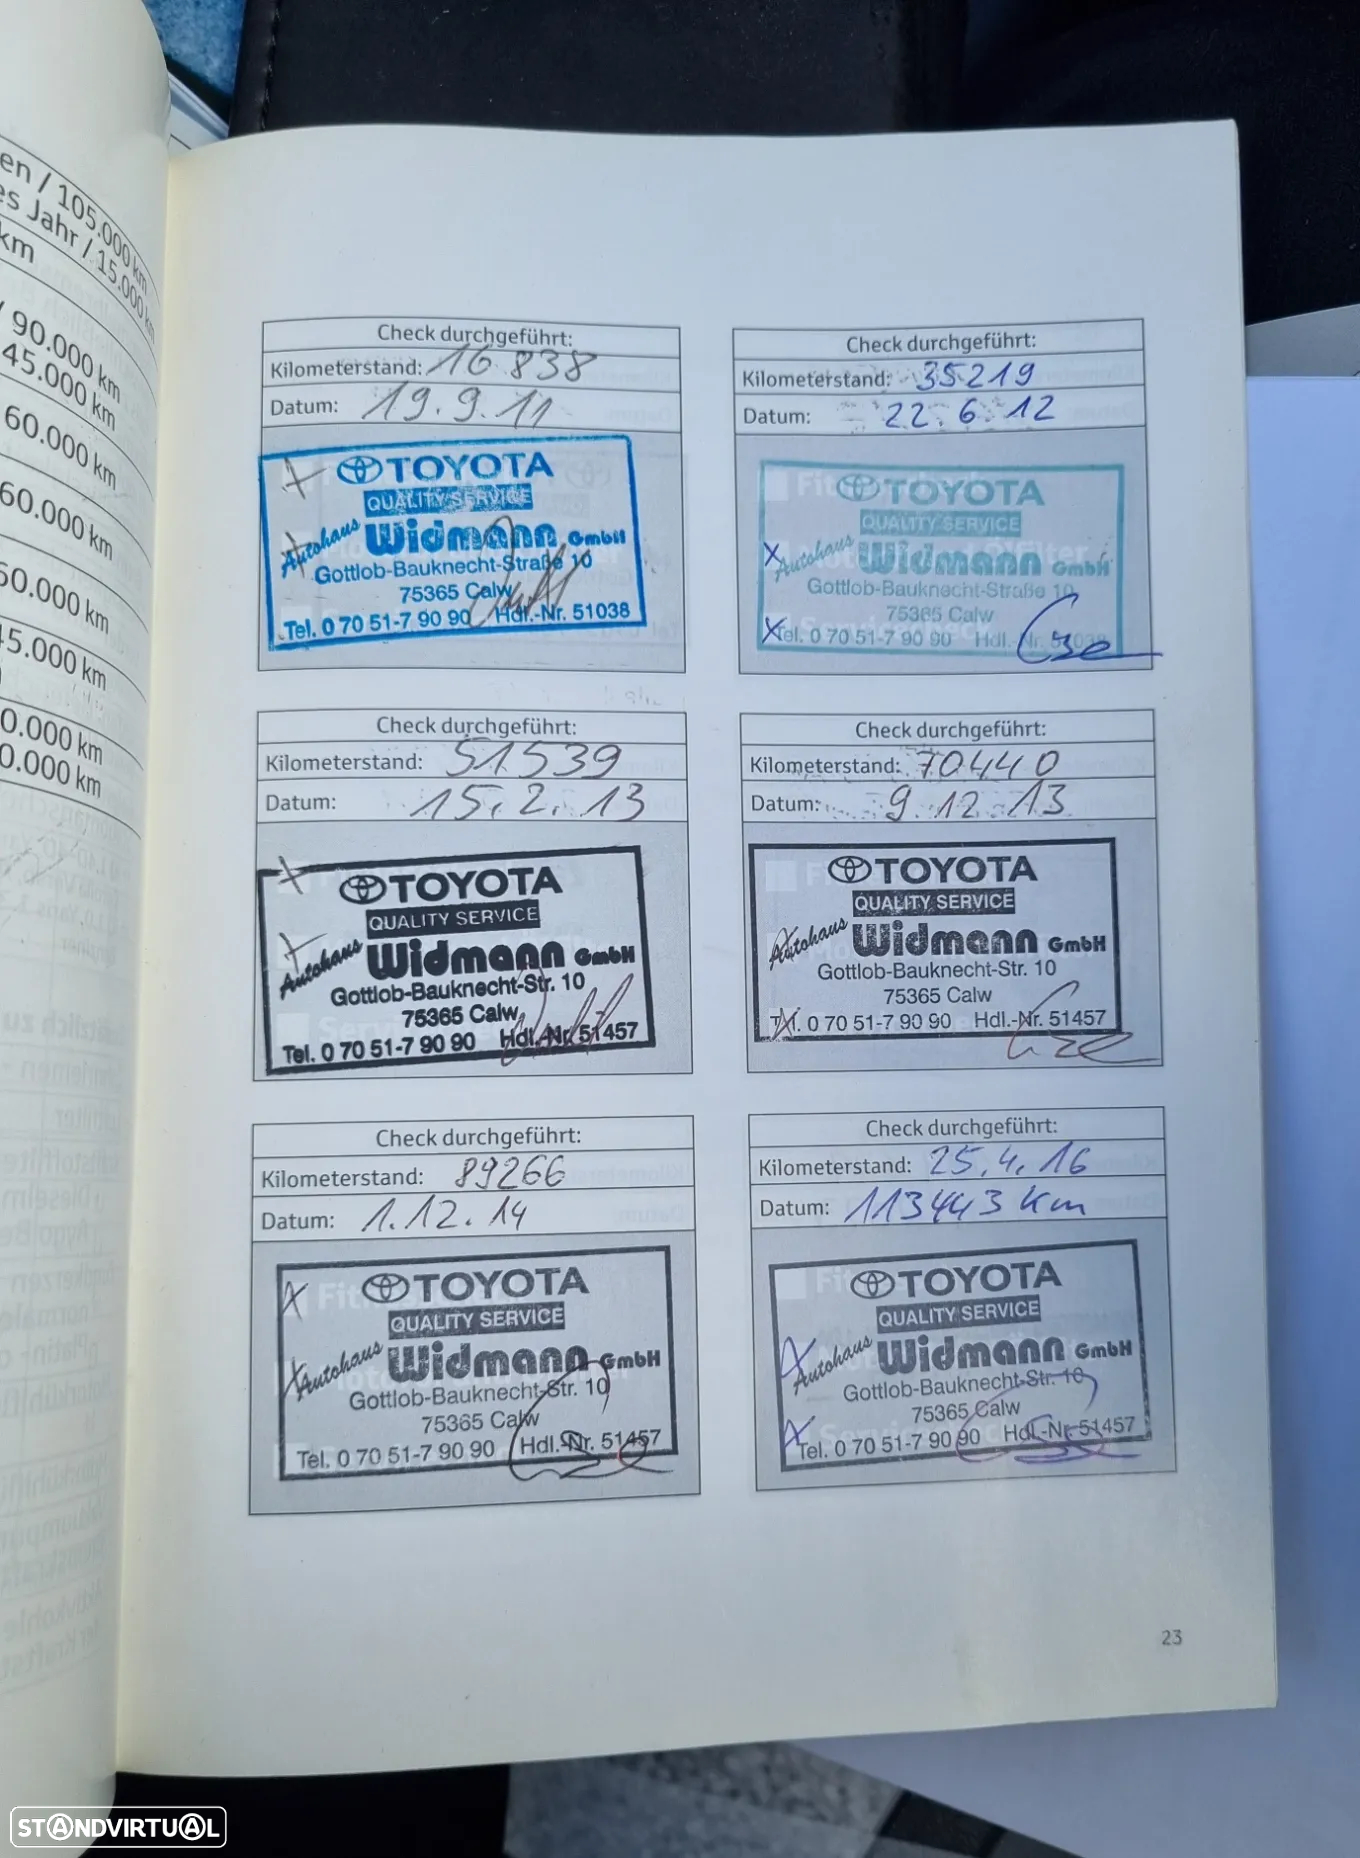 en / 105.000 km
es Jahr / 15.000 km
km
/ 90.000 km
45.000 km
60.000 km
60.000 km
50.000 km
45.000 km
0.000 km
0.000 km
Check durchgeführt:
Kilometerstand: 16 838
Datum: 19.9.11
TOYOTA
QUALITY SERVICE
Autohaus Widmann GmbH
Gottlob-Bauknecht-Straße 10
75365 Calw
Tel. 0 70 51-7 90 90 Hdl.-Nr. 51038
Check durchgeführt:
Kilometerstand: 35219
Datum: 22.6.12
TOYOTA
QUALITY SERVICE
Autohaus Widmann GmbH
Gottlob-Bauknecht-Straße 10
75365 Calw
Tel. 0 70 51-7 90 90 Hdl.-Nr. 51038
Check durchgeführt:
Kilometerstand: 51539
Datum: 15.2.13
TOYOTA
QUALITY SERVICE
Autohaus Widmann GmbH
Gottlob-Bauknecht-Str. 10
75365 Calw
Tel. 0 70 51-7 90 90 Hdl.-Nr. 51457
Check durchgeführt:
Kilometerstand: 70440
Datum: 9.12.13
TOYOTA
QUALITY SERVICE
Autohaus Widmann GmbH
Gottlob-Bauknecht-Str. 10
75365 Calw
Tel. 0 70 51-7 90 90 Hdl.-Nr. 51457
Check durchgeführt:
Kilometerstand: 89266
Datum: 1.12.14
TOYOTA
QUALITY SERVICE
Autohaus Widmann GmbH
Gottlob-Bauknecht-Str. 10
75365 Calw
Tel. 0 70 51-7 90 90 Hdl.-Nr. 51457
Check durchgeführt:
Kilometerstand: 25.4.16
Datum: 113443 km
TOYOTA
QUALITY SERVICE
Autohaus Widmann GmbH
Gottlob-Bauknecht-Str. 10
75365 Calw
Tel. 0 70 51-7 90 90 Hdl.-Nr. 51457
23
STANDVIRTUAL